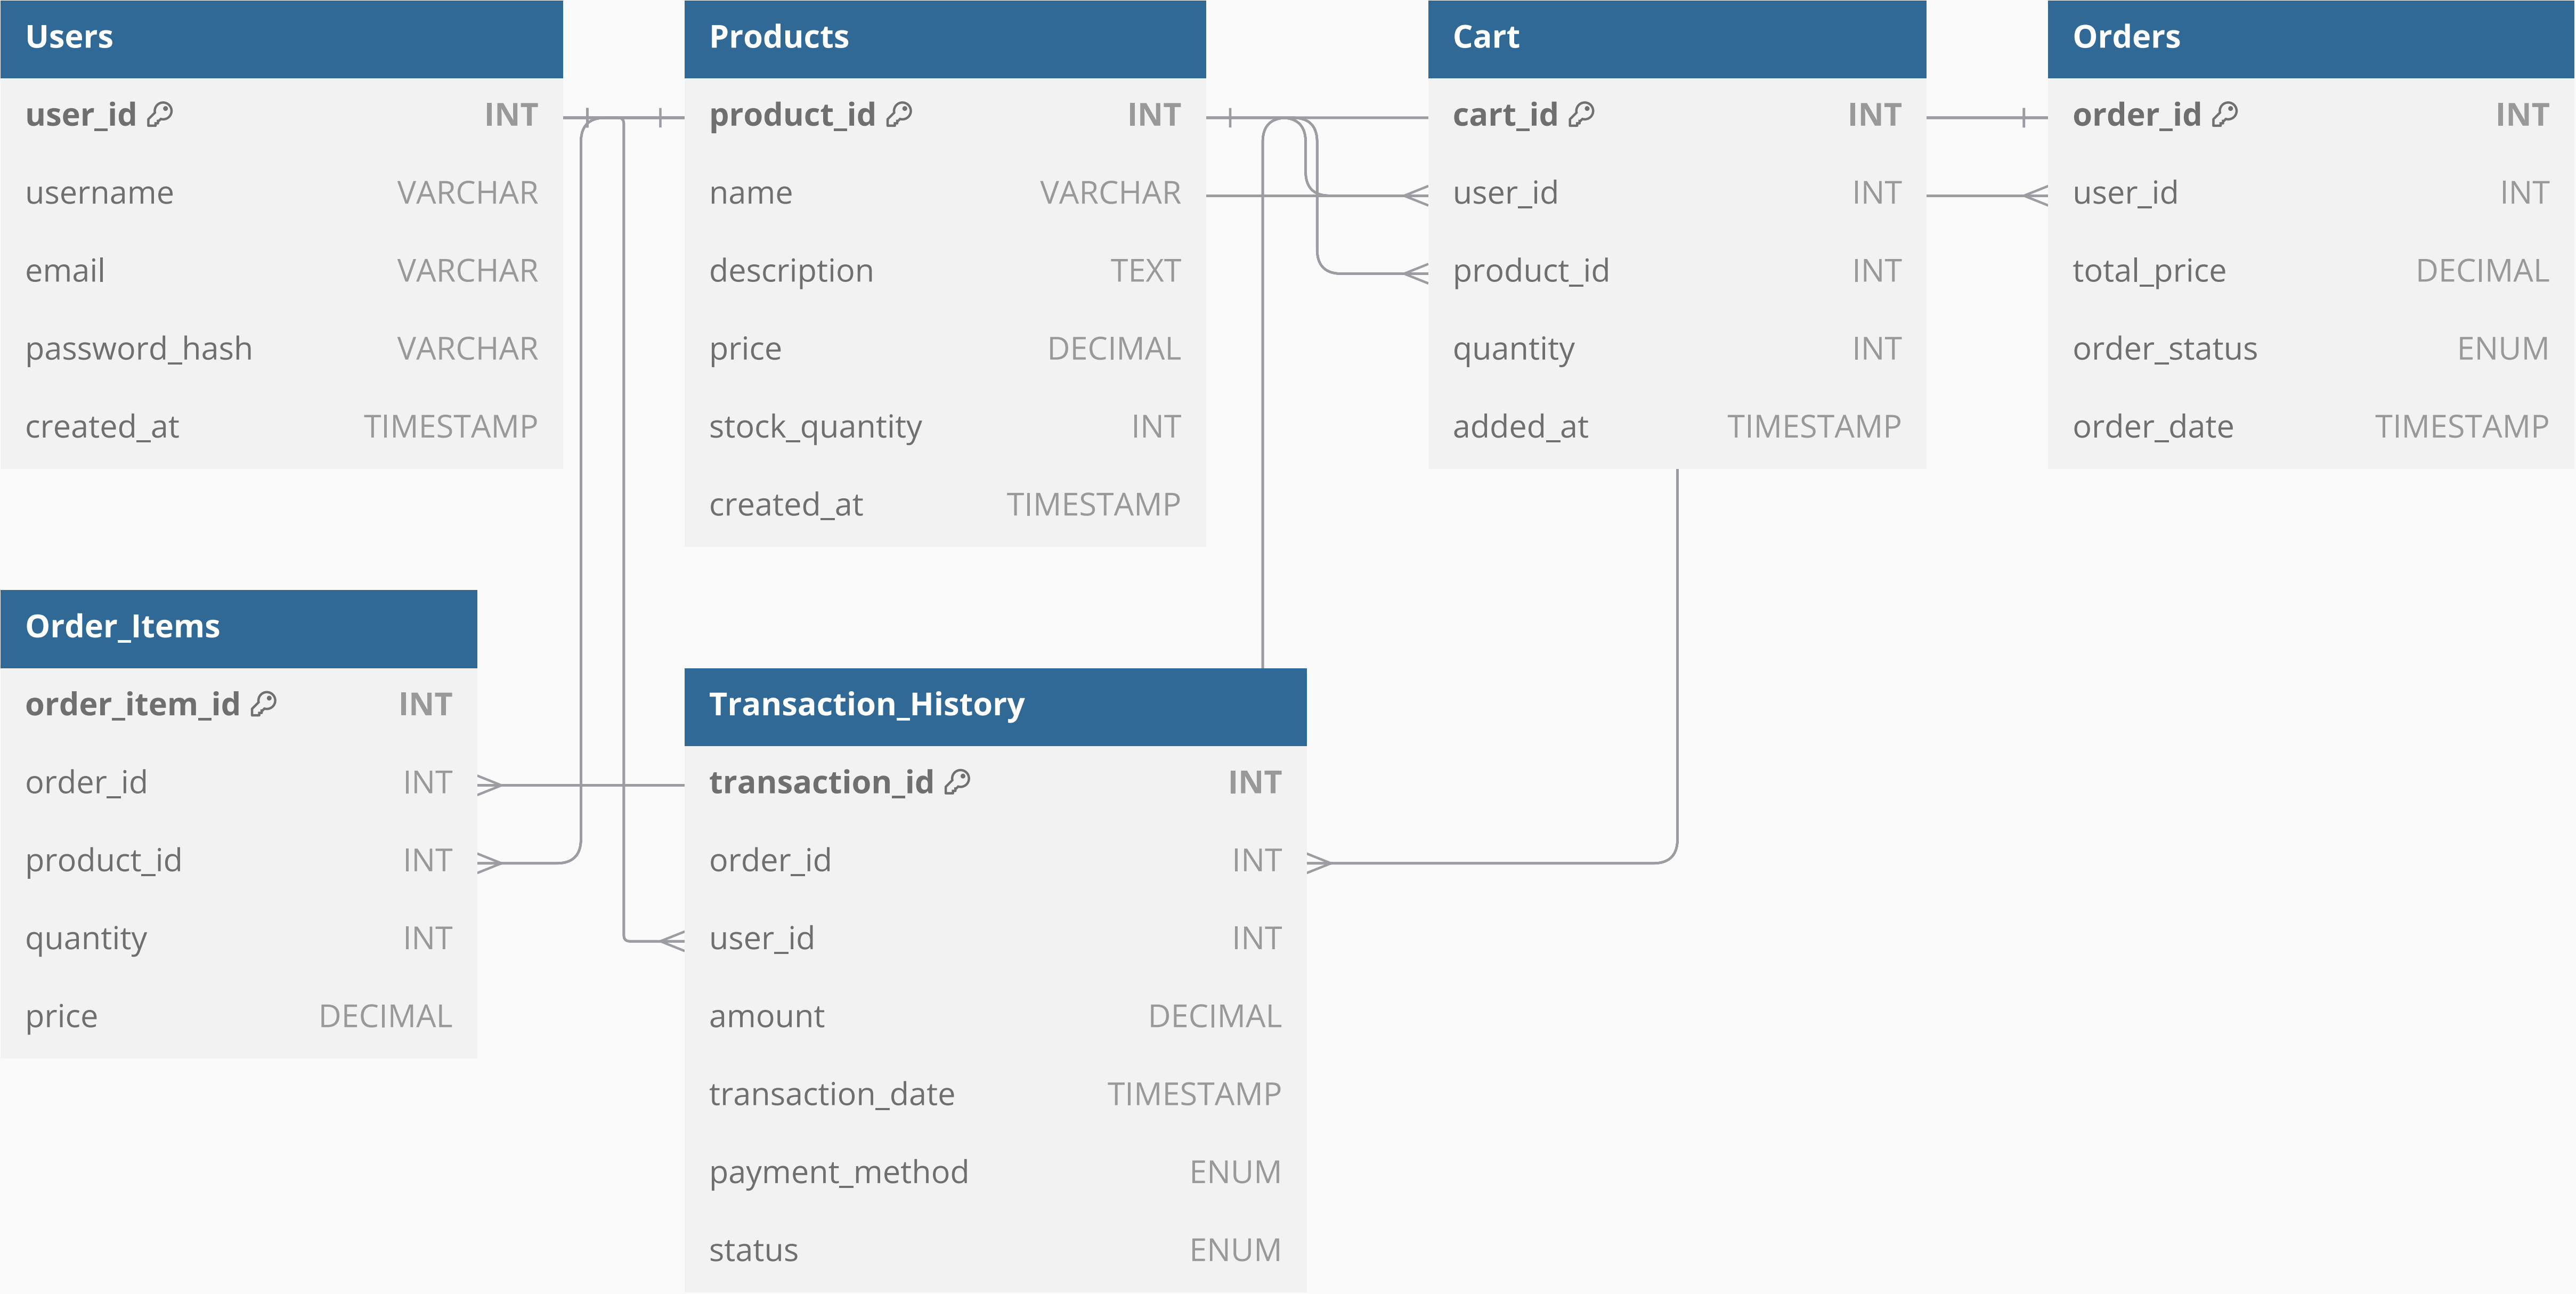 Users
user_id INT
username VARCHAR
email VARCHAR
password_hash VARCHAR
created_at TIMESTAMP
Products
product_id INT
name VARCHAR
description TEXT
price DECIMAL
stock_quantity INT
created_at TIMESTAMP
Cart
cart_id INT
user_id INT
product_id INT
quantity INT
added_at TIMESTAMP
Orders
order_id INT
user_id INT
total_price DECIMAL
order_status ENUM
order_date TIMESTAMP
Order_Items
order_item_id INT
order_id INT
product_id INT
quantity INT
price DECIMAL
Transaction_History
transaction_id INT
order_id INT
user_id INT
amount DECIMAL
transaction_date TIMESTAMP
payment_method ENUM
status ENUM